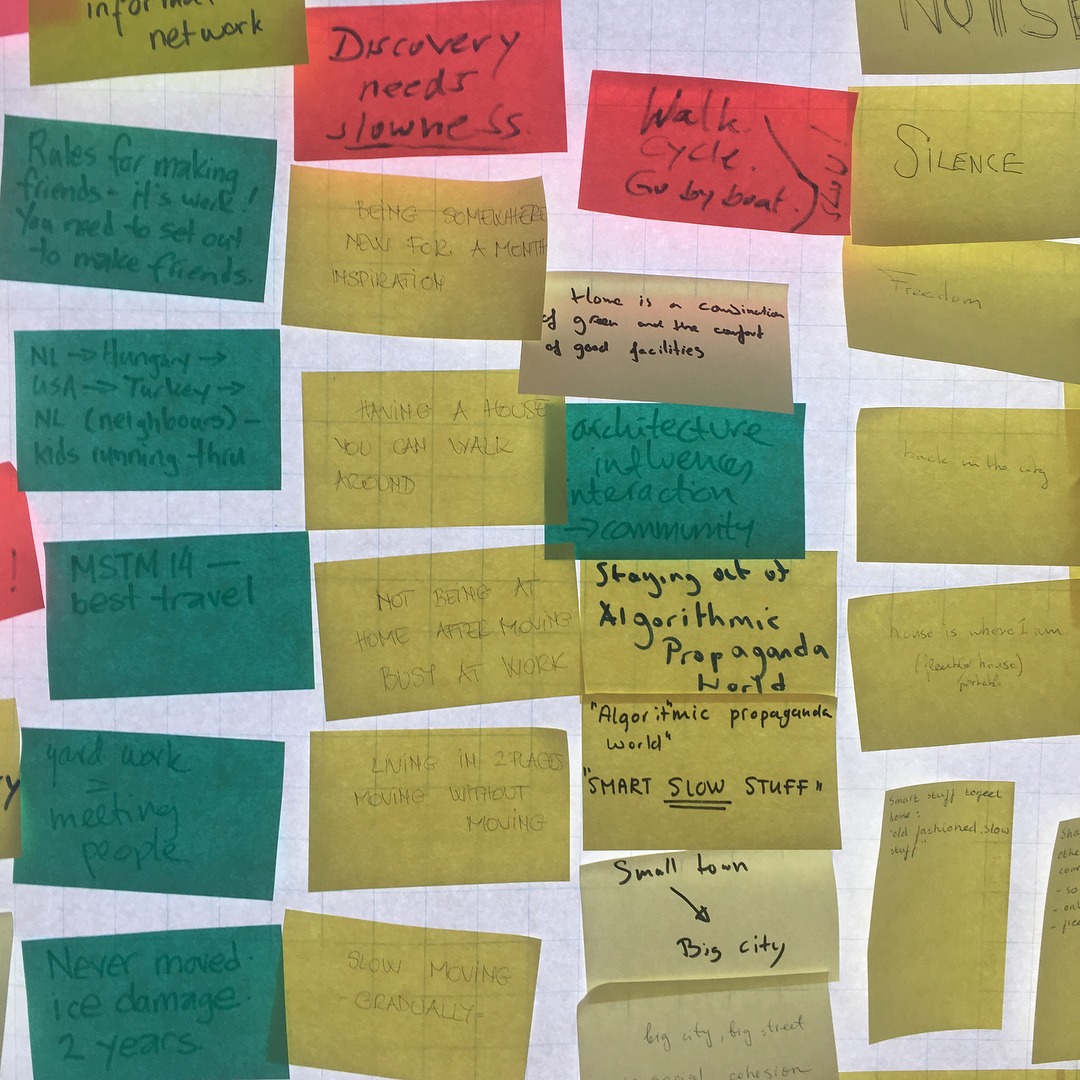 network
Rules for making
friends - it's work!
You need to set out
to make friends.
NL → Hungary →
USA → Turkey →
NL (neighbours) -
kids running thru
MSTM 14 —
best travel
yard work
=
meeting
people
Never moved.
ice damage.
2 years.
Discovery
needs
slowness.
BEING SOMEWHERE
NEW FOR A MONTH
INSPIRATION
HAVING A HOUSE
YOU CAN WALK
AROUND
NOT BEING AT
HOME AFTER MOVING
BUSY AT WORK
LIVING IN 2 PLACES
MOVING WITHOUT
MOVING
SLOW MOVING
- GRADUALLY -
Walk.
Cycle.
Go by boat.
Home is a combination
of green and the comfort
of good facilities
architecture
influences
interaction
→ community
Staying out of
Algorithmic
Propaganda
World
"Algoritmic propaganda
world"
"SMART SLOW STUFF"
Small town
Big city
big city, big street
social cohesion
NOISE
SILENCE
Freedom
back in the city
house is where I am
(flexible house)
portable
Smart stuff
home:
"old fashioned slow
stuff"